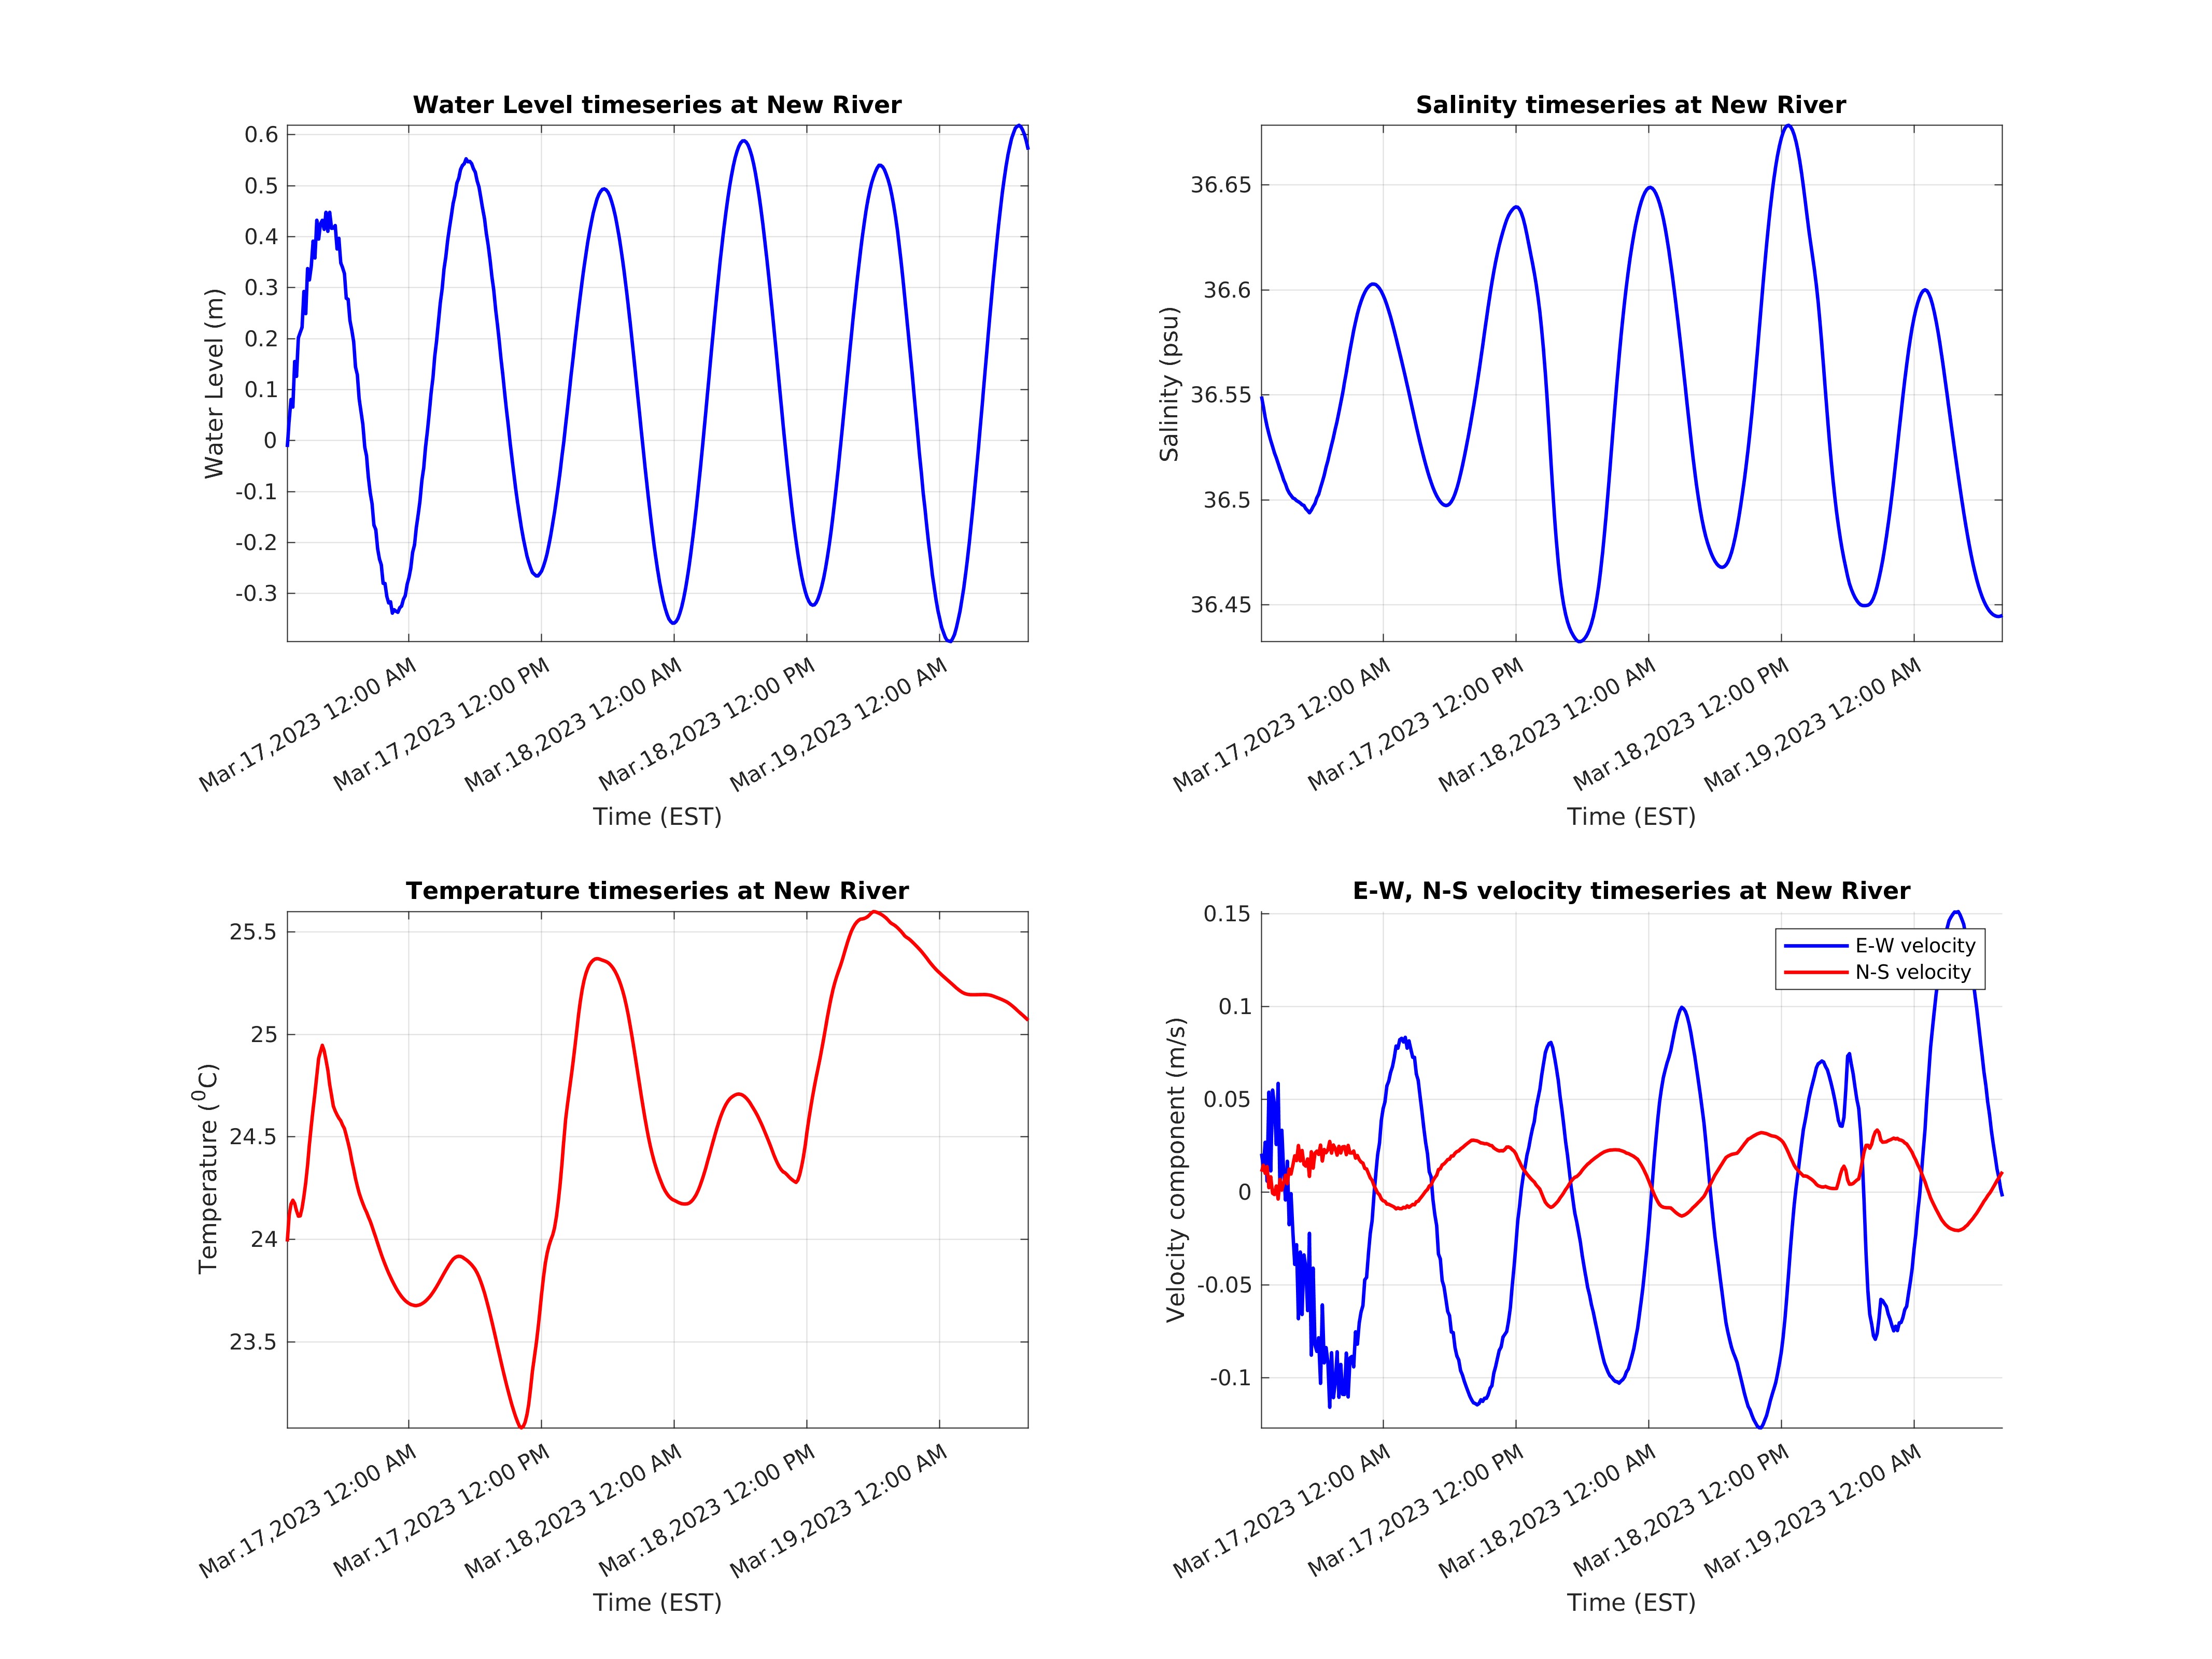 Water Level timeseries at New River
Water Level (m)
0.6
0.5
0.4
0.3
0.2
0.1
0
-0.1
-0.2
-0.3
Mar.17,2023 12:00 AM
Mar.17,2023 12:00 PM
Mar.18,2023 12:00 AM
Mar.18,2023 12:00 PM
Mar.19,2023 12:00 AM
Time (EST)
Salinity timeseries at New River
Salinity (psu)
36.65
36.6
36.55
36.5
36.45
Mar.17,2023 12:00 AM
Mar.17,2023 12:00 PM
Mar.18,2023 12:00 AM
Mar.18,2023 12:00 PM
Mar.19,2023 12:00 AM
Time (EST)
Temperature timeseries at New River
Temperature (⁰C)
25.5
25
24.5
24
23.5
Mar.17,2023 12:00 AM
Mar.17,2023 12:00 PM
Mar.18,2023 12:00 AM
Mar.18,2023 12:00 PM
Mar.19,2023 12:00 AM
Time (EST)
E-W, N-S velocity timeseries at New River
Velocity component (m/s)
0.15
0.1
0.05
0
-0.05
-0.1
E-W velocity
N-S velocity
Mar.17,2023 12:00 AM
Mar.17,2023 12:00 PM
Mar.18,2023 12:00 AM
Mar.18,2023 12:00 PM
Mar.19,2023 12:00 AM
Time (EST)